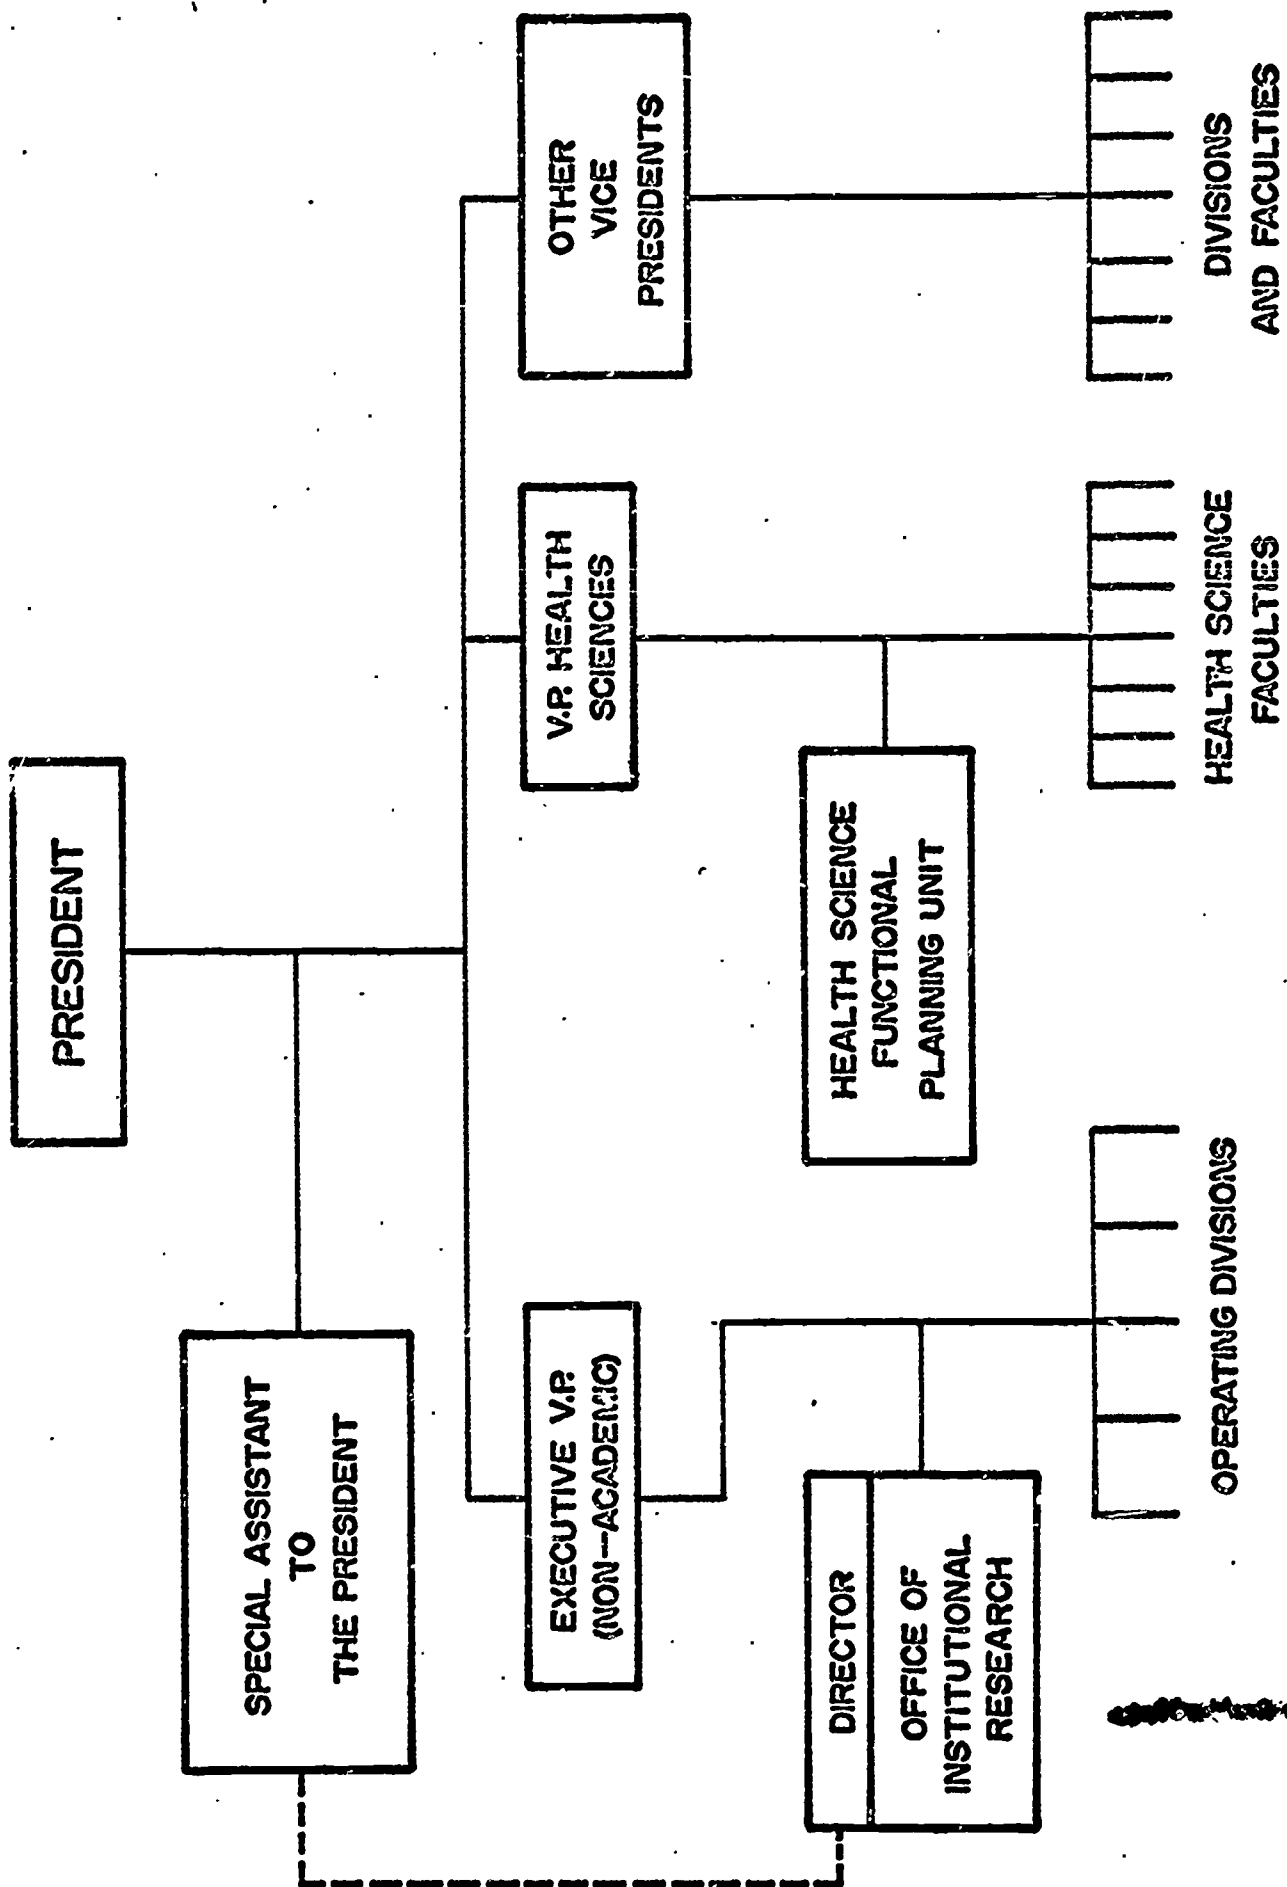 PRESIDENT
SPECIAL ASSISTANT
TO
THE PRESIDENT
EXECUTIVE V.P.
(NON-ACADEMIC)
V.P. HEALTH
SCIENCES
OTHER
VICE
PRESIDENTS
DIRECTOR
OFFICE OF
INSTITUTIONAL
RESEARCH
HEALTH SCIENCE
FUNCTIONAL
PLANNING UNIT
OPERATING DIVISIONS
HEALTH SCIENCE
FACULTIES
DIVISIONS
AND FACULTIES